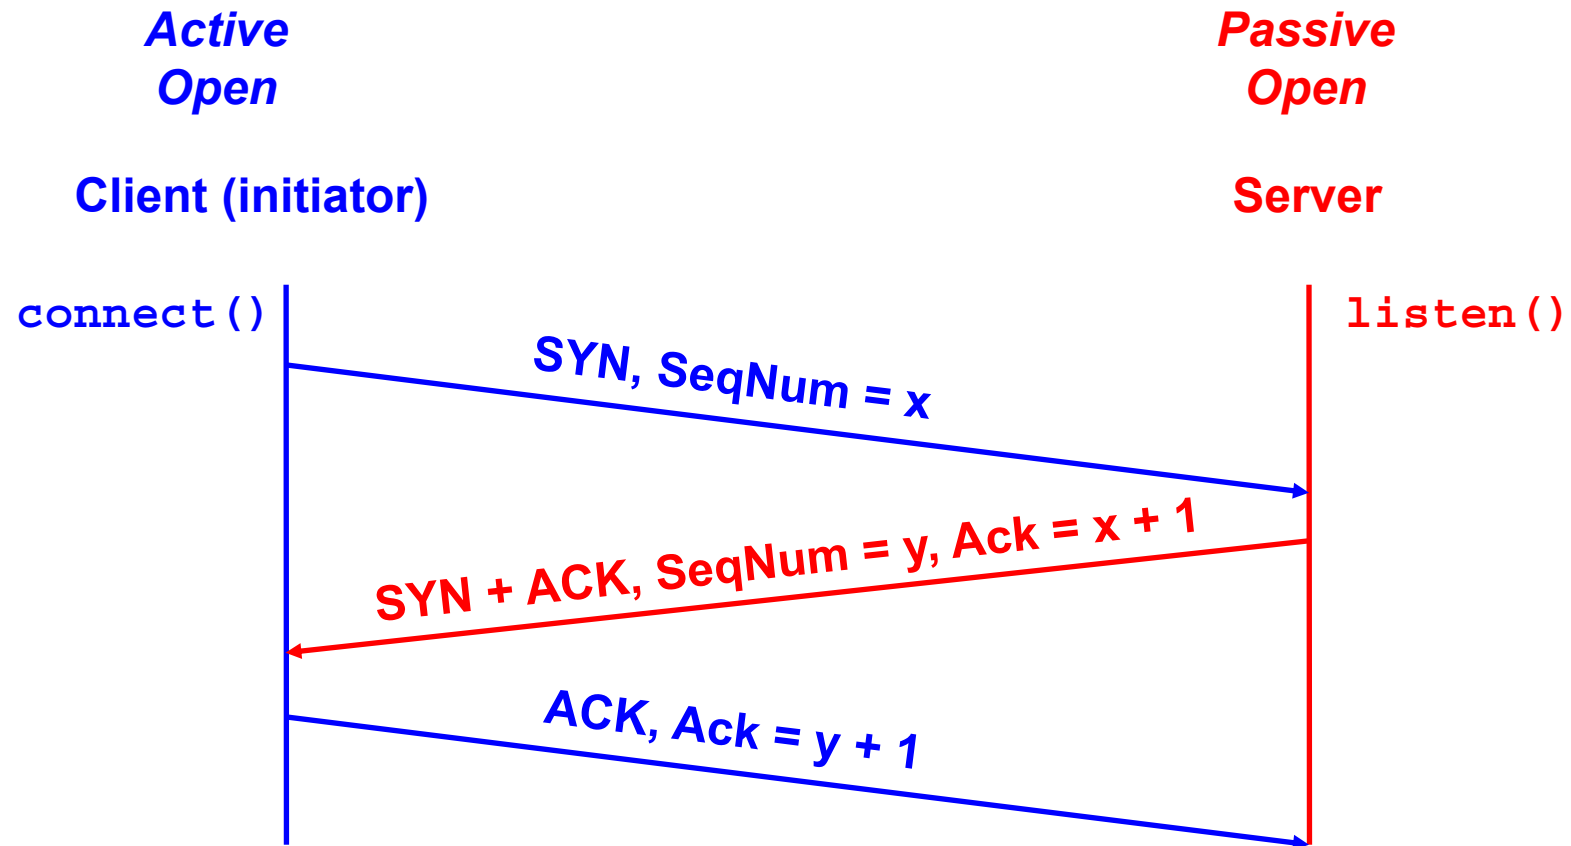 Active
Open
Passive
Open
Client (initiator)
Server
connect()
listen()
SYN, SeqNum = x
SYN + ACK, SeqNum = y, Ack = x + 1
ACK, Ack = y + 1